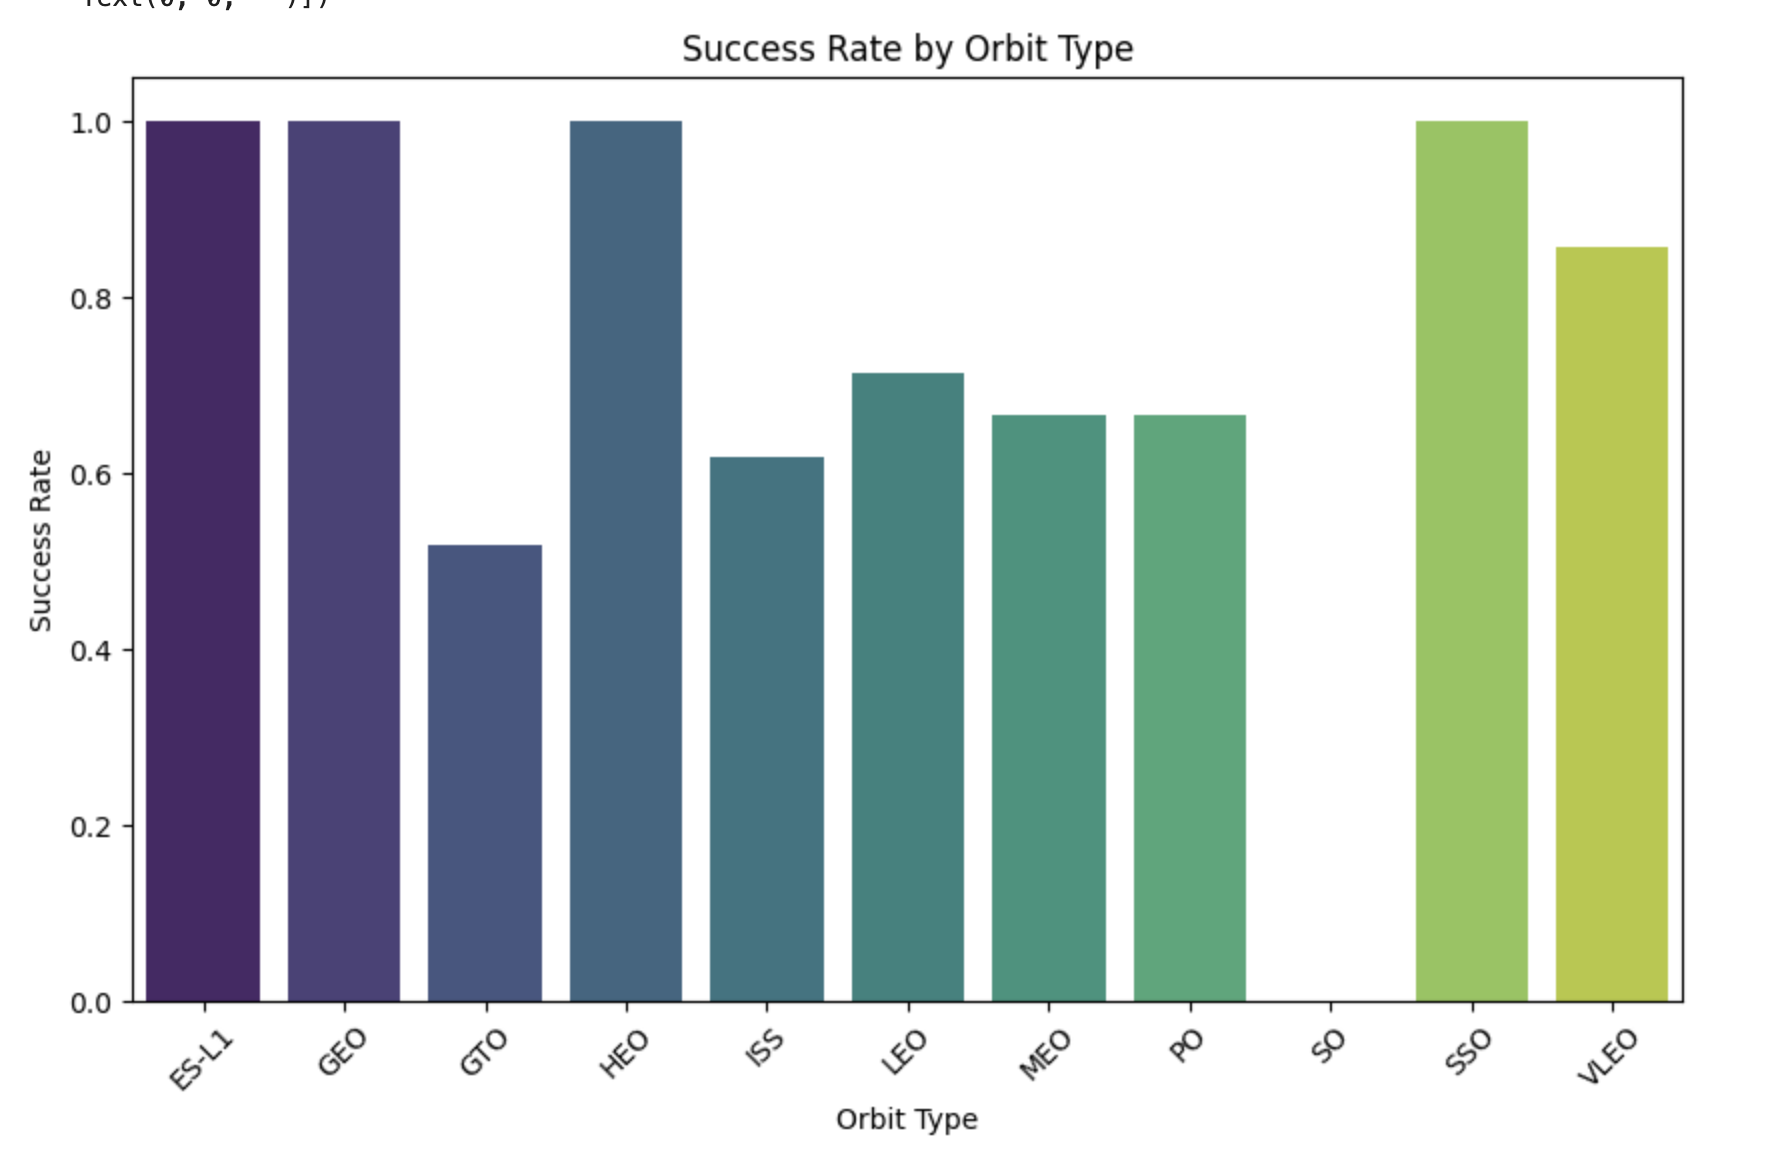 Success Rate by Orbit Type
1.0
0.8
0.6
0.4
0.2
0.0
Success Rate
ES-L1 GEO GTO HEO ISS LEO MEO PO SO SSO VLEO
Orbit Type